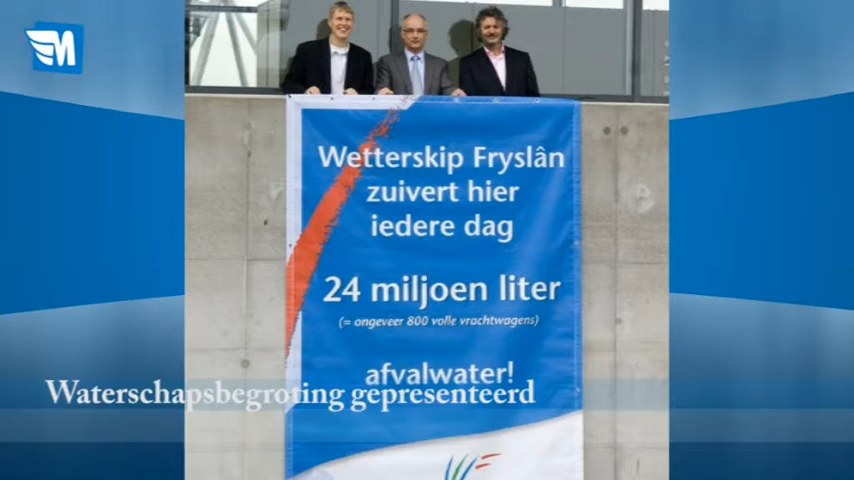 M
Wetterskip Fryslân
zuivert hier
iedere dag
24 miljoen liter
(= ongeveer 800 volle vrachtwagens)
afvalwater!
Waterschapsbegroting gepresenteerd